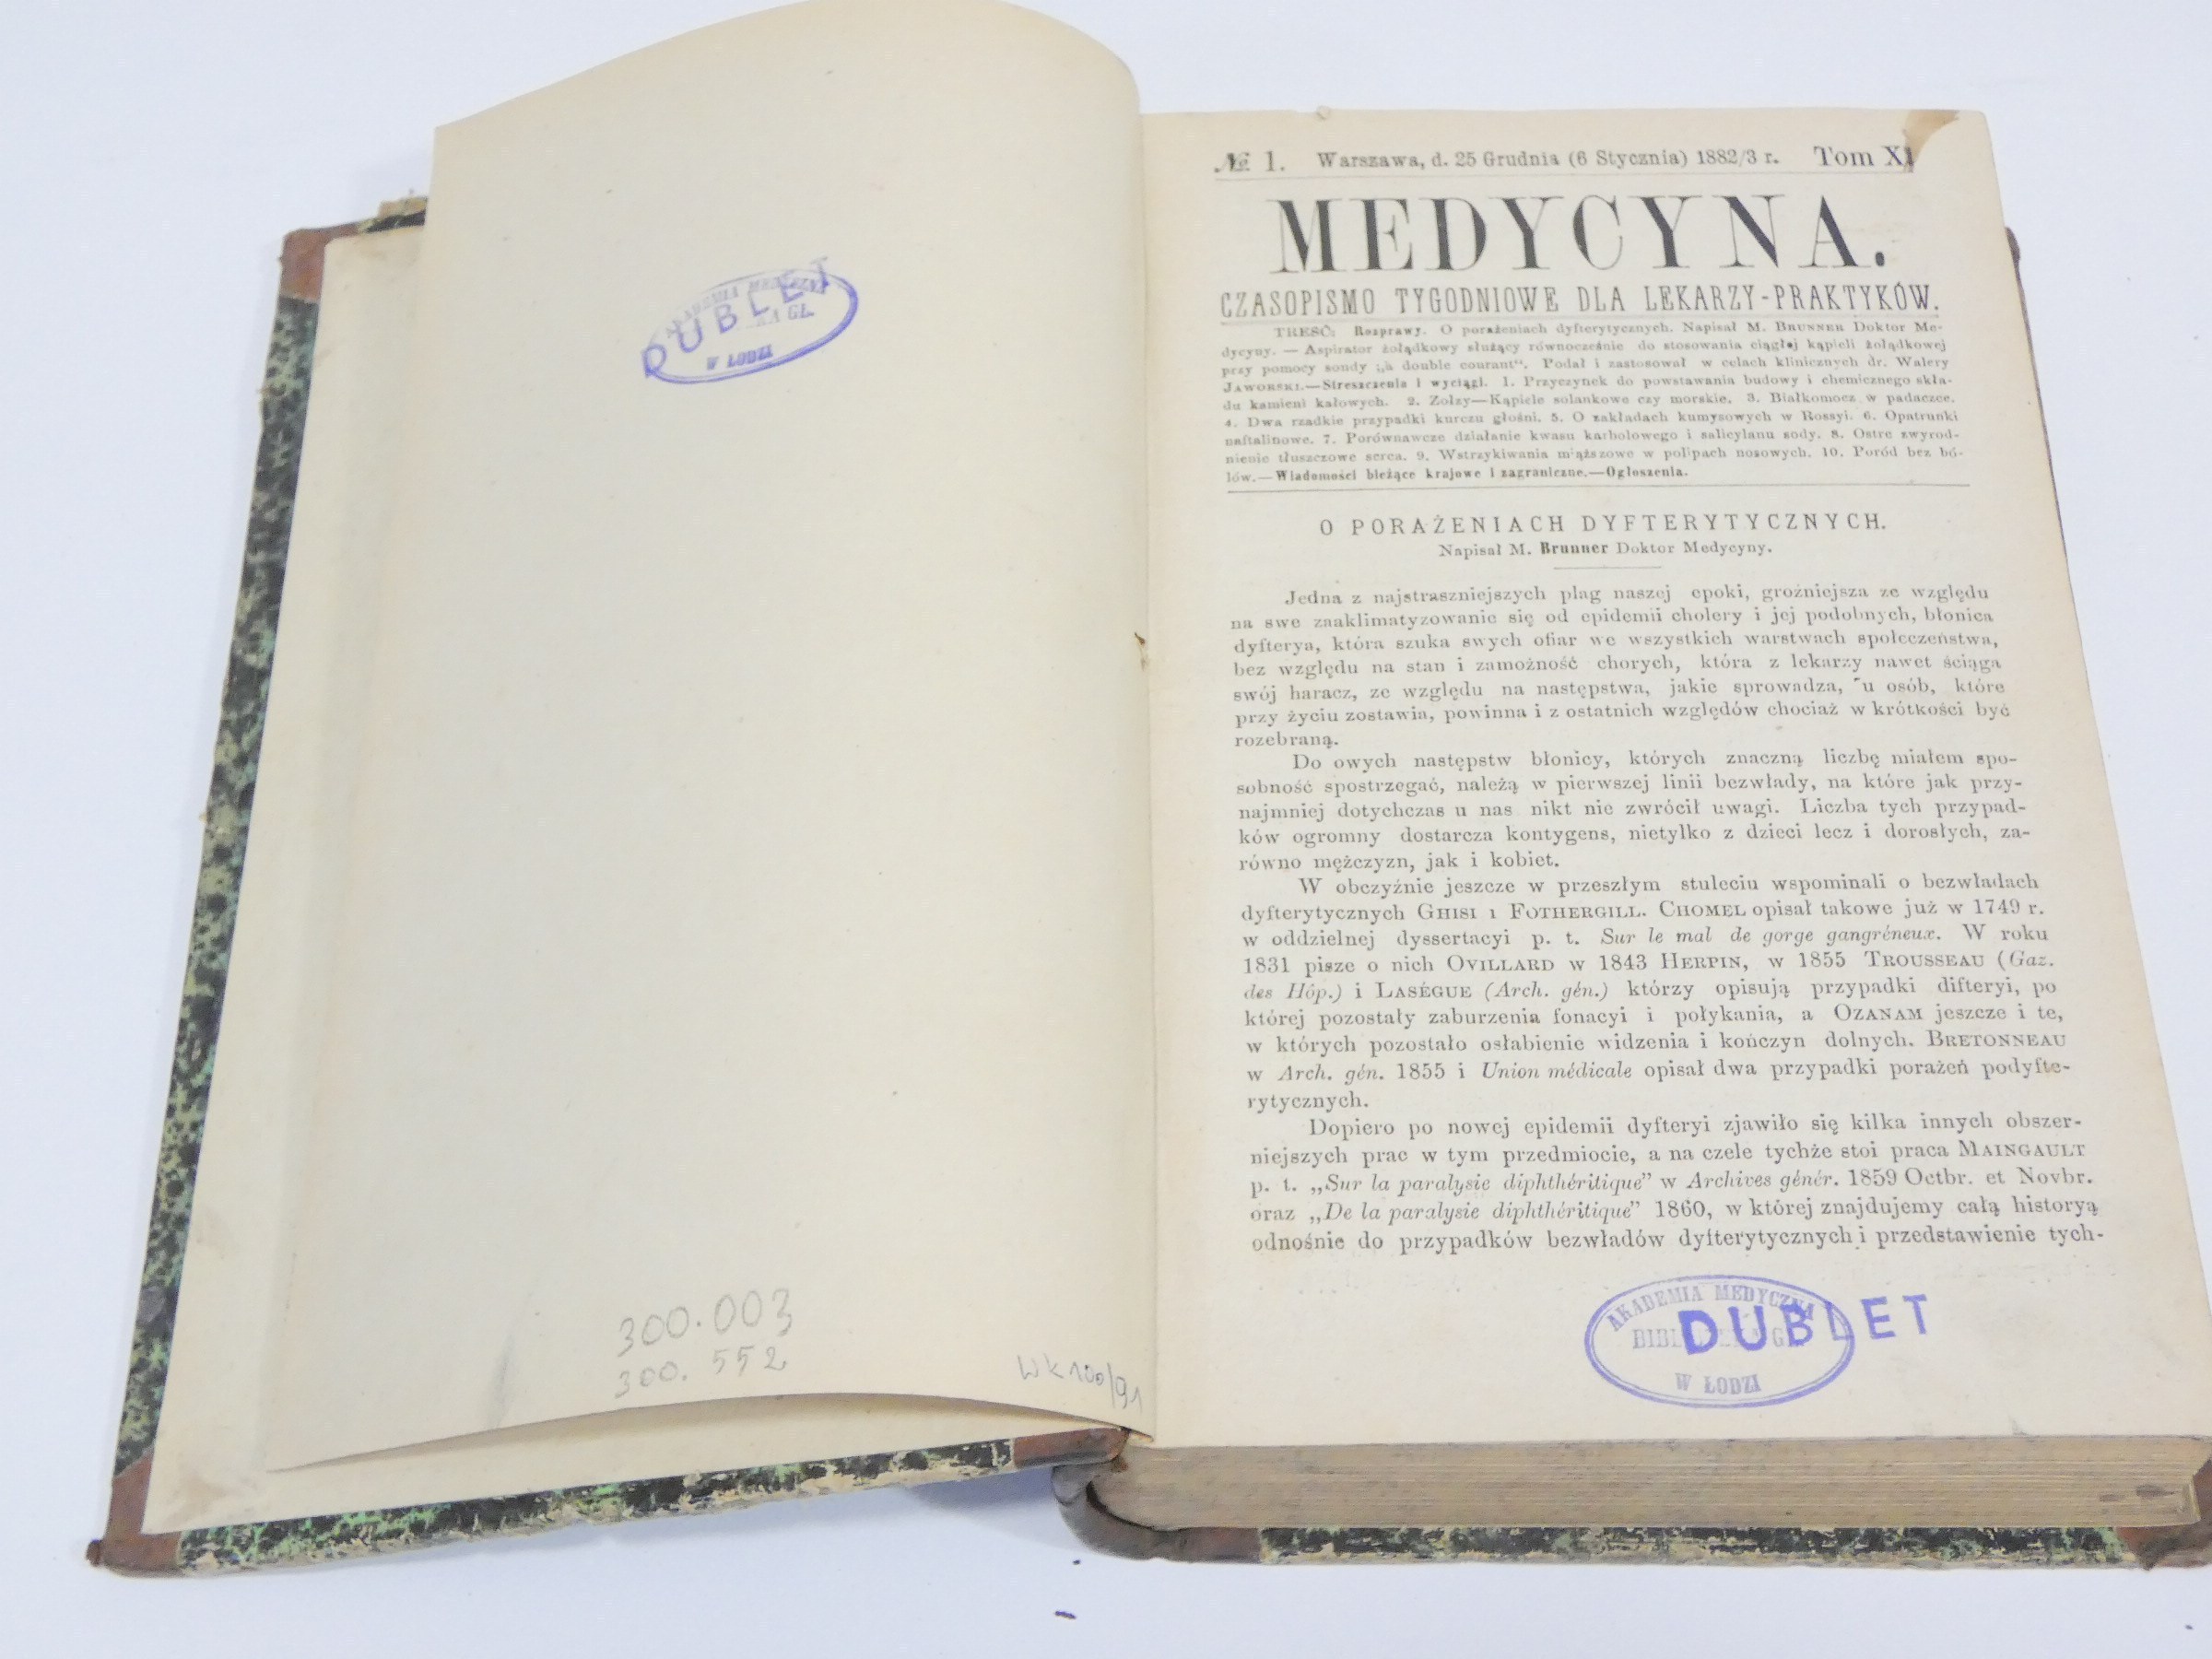 AKADEMIA MEDYCZNA
DUBLET
GŁ.
W ŁODZI
300.003
300.552
Wk 100/91
№ 1. Warszawa, d. 25 Grudnia (6 Stycznia) 1882/3 r. Tom XI
MEDYCYNA.
CZASOPISMO TYGODNIOWE DLA LEKARZY-PRAKTYKÓW.
TREŚĆ: Rozprawy. O porażeniach dyfterytycznych. Napisał M. Brunner Doktor Me-
dycyny. — Aspirator żołądkowy służący równocześnie do stosowania ciągłej kąpieli żołądkowej
przy pomocy sondy „à double courant“. Podał i zastosował w celach klinicznych dr. Walery
Jaworski.—Streszczenia i wyciągi. 1. Przyczynek do powstawania budowy i chemicznego skła-
du kamieni kałowych. 2. Zołzy—Kąpiele solankowe czy morskie. 3. Białkomocz w padaczce.
4. Dwa rzadkie przypadki kurczu głośni. 5. O zakładach kumysowych w Rossyi. 6. Opatrunki
naftalinowe. 7. Porównawcze działanie kwasu karbolowego i salicylanu sody. 8. Ostre zwyrod-
nienie tłuszczowe serca. 9. Wstrzykiwania miąższowe w polipach nosowych. 10. Poród bez bó-
lów.—Wiadomości bieżące krajowe i zagraniczne.—Ogłoszenia.
O PORAŻENIACH DYFTERYTYCZNYCH.
Napisał M. Brunner Doktor Medycyny.
Jedna z najstraszniejszych plag naszej epoki, groźniejsza ze względu
na swe zaaklimatyzowanie się od epidemii cholery i jej podobnych, błonica
dyfterya, która szuka swych ofiar we wszystkich warstwach społeczeństwa,
bez względu na stan i zamożność chorych, która z lekarzy nawet ściąga
swój haracz, ze względu na następstwa, jakie sprowadza, u osób, które
przy życiu zostawia, powinna i z ostatnich względów chociaż w krótkości być
rozebraną.
Do owych następstw błonicy, których znaczną liczbę miałem spo-
sobność spostrzegać, należą w pierwszej linii bezwłady, na które jak przy-
najmniej dotychczas u nas nikt nie zwrócił uwagi. Liczba tych przypad-
ków ogromny dostarcza kontygens, nietylko z dzieci lecz i dorosłych, za-
równo mężczyzn, jak i kobiet.
W obczyźnie jeszcze w przeszłym stuleciu wspominali o bezwładach
dyfterytycznych Ghisi i Fothergill. Chomel opisał takowe już w 1749 r.
w oddzielnej dyssertacyi p. t. Sur le mal de gorge gangréneux. W roku
1831 pisze o nich Ovillard w 1843 Herpin, w 1855 Trousseau (Gaz.
des Hôp.) i Laségue (Arch. gén.) którzy opisują przypadki difteryi, po
której pozostały zaburzenia fonacyi i połykania, a Ozanam jeszcze i te,
w których pozostało osłabienie widzenia i kończyn dolnych. Bretonneau
w Arch. gén. 1855 i Union médicale opisał dwa przypadki porażeń podyfte-
rytycznych.
Dopiero po nowej epidemii dyfteryi zjawiło się kilka innych obszer-
niejszych prac w tym przedmiocie, a na czele tychże stoi praca Maingault
p. t. „Sur la paralysie diphthéritique” w Archives génér. 1859 Octbr. et Novbr.
oraz „De la paralysie diphthéritique” 1860, w której znajdujemy całą historyą
odnośnie do przypadków bezwładów dyfterytycznych i przedstawienie tych-
AKADEMIA MEDYCZNA
DUBLET
W ŁODZI